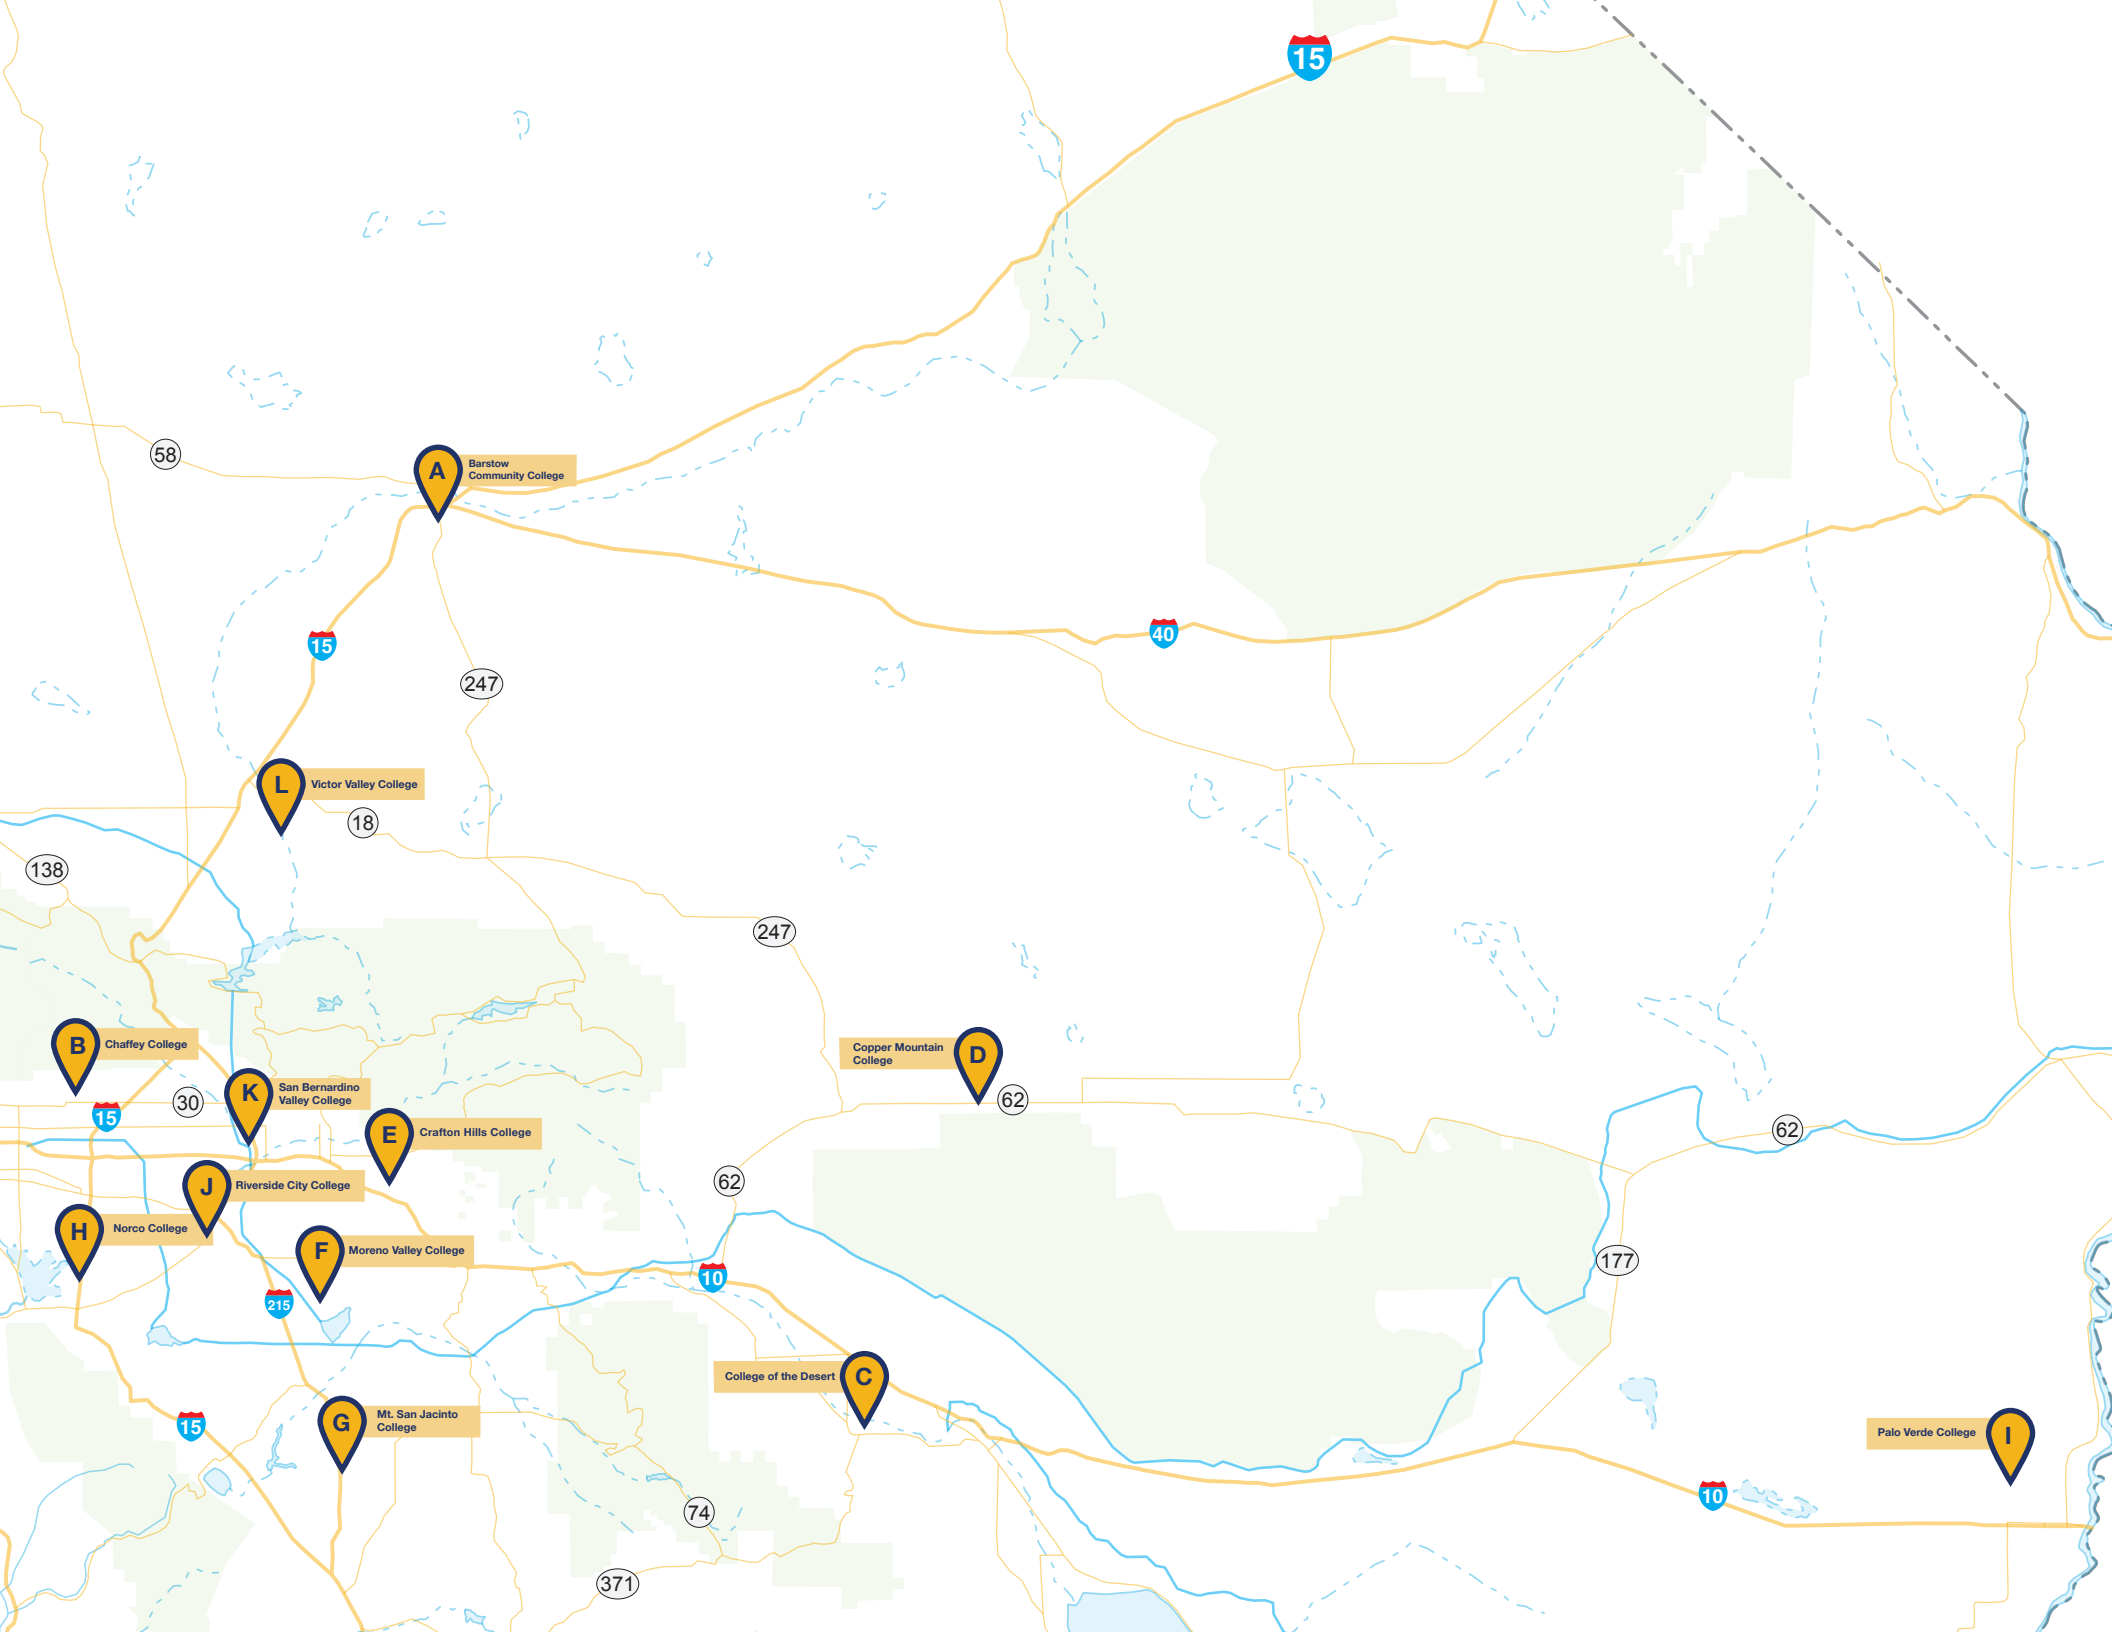 15
58
A
Barstow
Community College
15
40
247
L
Victor Valley College
18
138
247
B
Chaffey College
Copper Mountain
College
D
K
San Bernardino
Valley College
30
15
62
E
Crafton Hills College
62
J
Riverside City College
62
H
Norco College
F
Moreno Valley College
177
10
215
C
College of the Desert
15
G
Mt. San Jacinto
College
Palo Verde College
I
10
74
371